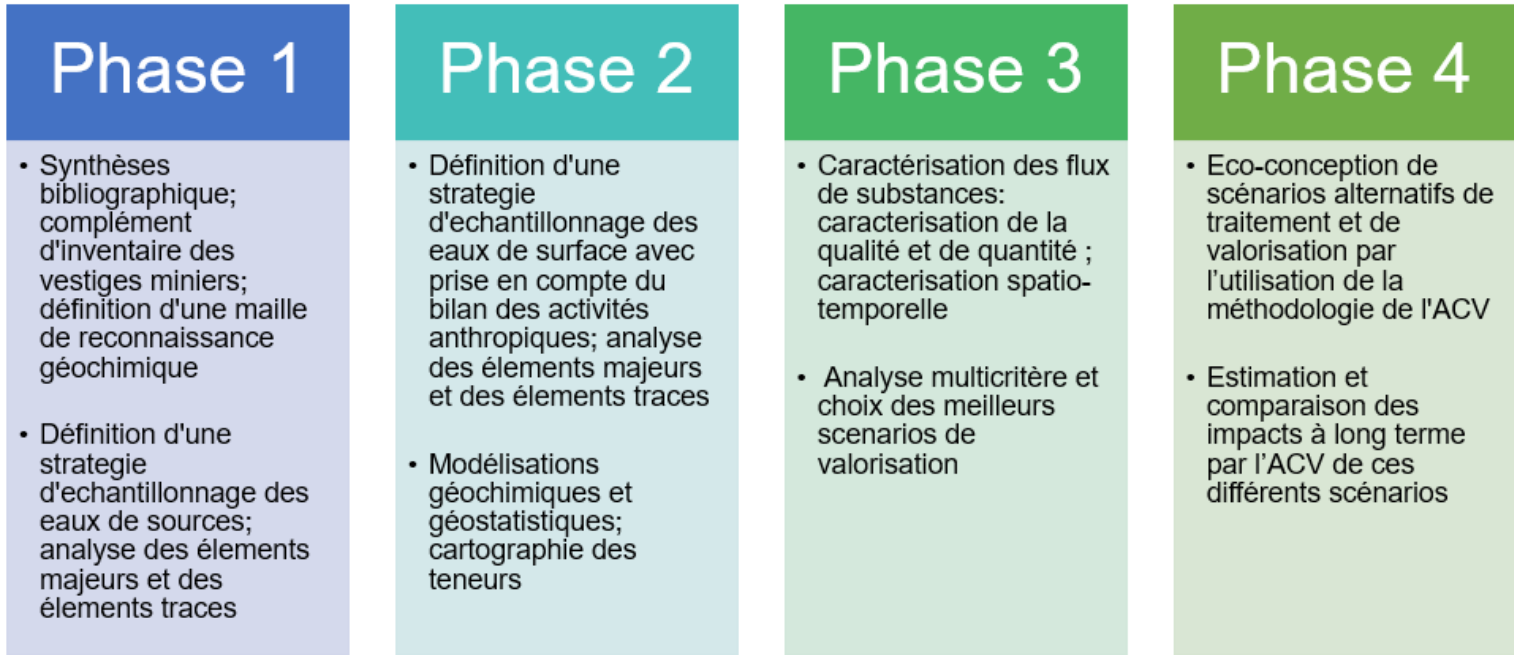 Phase 1
• Synthèses
bibliographique;
complément
d'inventaire des
vestiges miniers;
définition d'une maille
de reconnaissance
géochimique
• Définition d'une
strategie
d'echantillonnage des
eaux de sources;
analyse des élements
majeurs et des
élements traces
Phase 2
• Définition d'une
strategie
d'echantillonnage des
eaux de surface avec
prise en compte du
bilan des activités
anthropiques; analyse
des élements majeurs
et des élements traces
• Modélisations
géochimiques et
géostatistiques;
cartographie des
teneurs
Phase 3
• Caractérisation des flux
de substances:
caracterisation de la
qualité et de quantité ;
caracterisation spatio-
temporelle
• Analyse multicritère et
choix des meilleurs
scenarios de
valorisation
Phase 4
• Eco-conception de
scénarios alternatifs de
traitement et de
valorisation par
l’utilisation de la
méthodologie de l'ACV
• Estimation et
comparaison des
impacts à long terme
par l’ACV de ces
différents scénarios